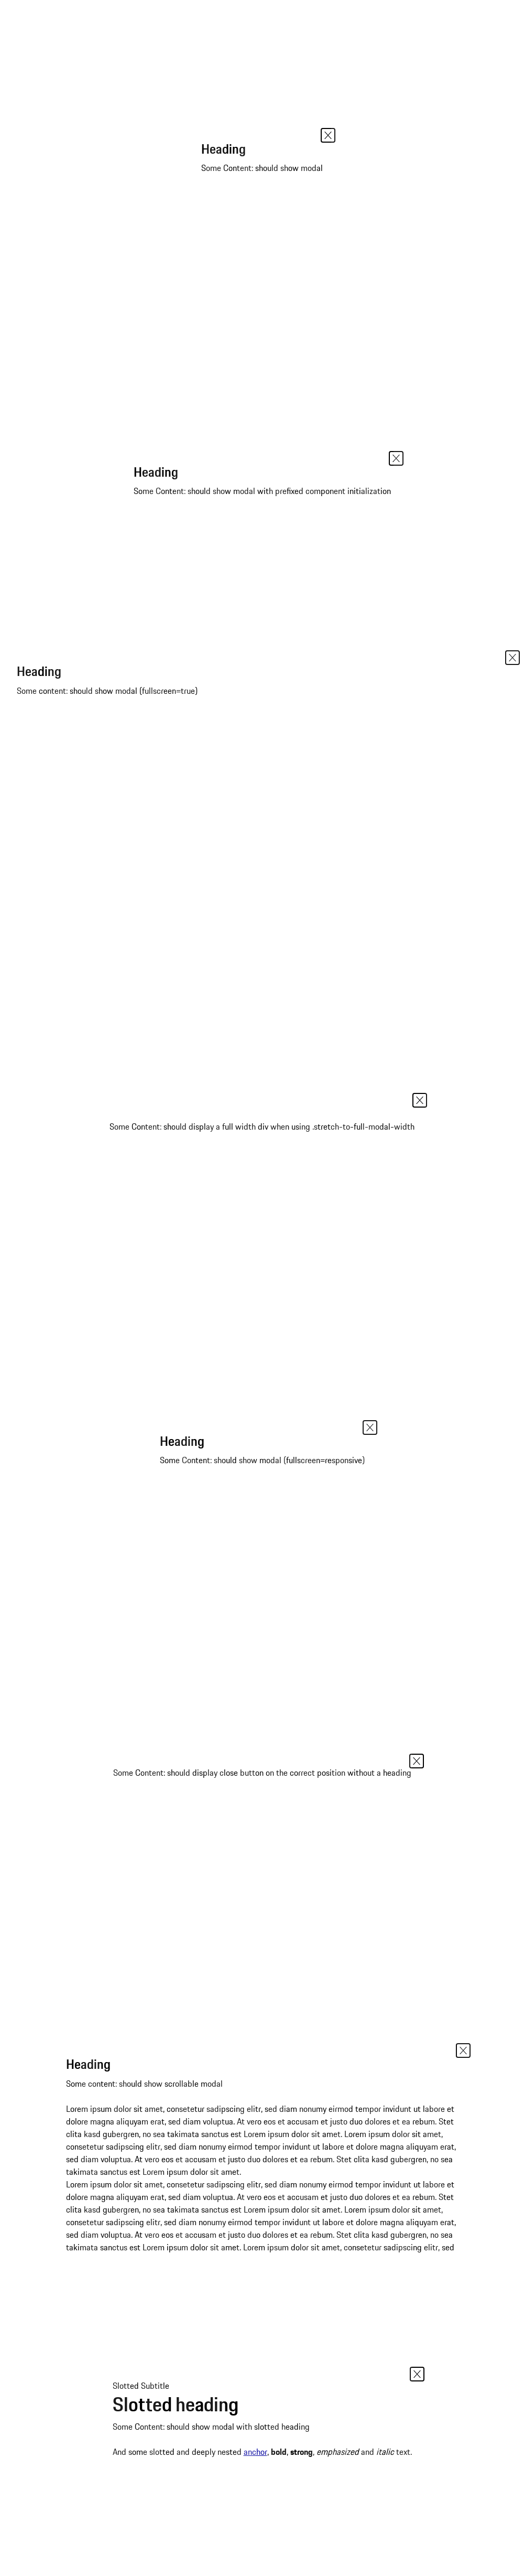 Heading
Some Content: should show modal
Heading
Some Content: should show modal with prefixed component initialization
Heading
Some content: should show modal (fullscreen=true)
Some Content: should display a full width div when using .stretch-to-full-modal-width
Heading
Some Content: should show modal (fullscreen=responsive)
Some Content: should display close button on the correct position without a heading
Heading
Some content: should show scrollable modal
Lorem ipsum dolor sit amet, consetetur sadipscing elitr, sed diam nonumy eirmod tempor invidunt ut labore et
dolore magna aliquyam erat, sed diam voluptua. At vero eos et accusam et justo duo dolores et ea rebum. Stet
clita kasd gubergren, no sea takimata sanctus est Lorem ipsum dolor sit amet. Lorem ipsum dolor sit amet,
consetetur sadipscing elitr, sed diam nonumy eirmod tempor invidunt ut labore et dolore magna aliquyam erat,
sed diam voluptua. At vero eos et accusam et justo duo dolores et ea rebum. Stet clita kasd gubergren, no sea
takimata sanctus est Lorem ipsum dolor sit amet.
Lorem ipsum dolor sit amet, consetetur sadipscing elitr, sed diam nonumy eirmod tempor invidunt ut labore et
dolore magna aliquyam erat, sed diam voluptua. At vero eos et accusam et justo duo dolores et ea rebum. Stet
clita kasd gubergren, no sea takimata sanctus est Lorem ipsum dolor sit amet. Lorem ipsum dolor sit amet,
consetetur sadipscing elitr, sed diam nonumy eirmod tempor invidunt ut labore et dolore magna aliquyam erat,
sed diam voluptua. At vero eos et accusam et justo duo dolores et ea rebum. Stet clita kasd gubergren, no sea
takimata sanctus est Lorem ipsum dolor sit amet. Lorem ipsum dolor sit amet, consetetur sadipscing elitr, sed
Slotted Subtitle
Slotted heading
Some Content: should show modal with slotted heading
And some slotted and deeply nested anchor, bold, strong, emphasized and italic text.